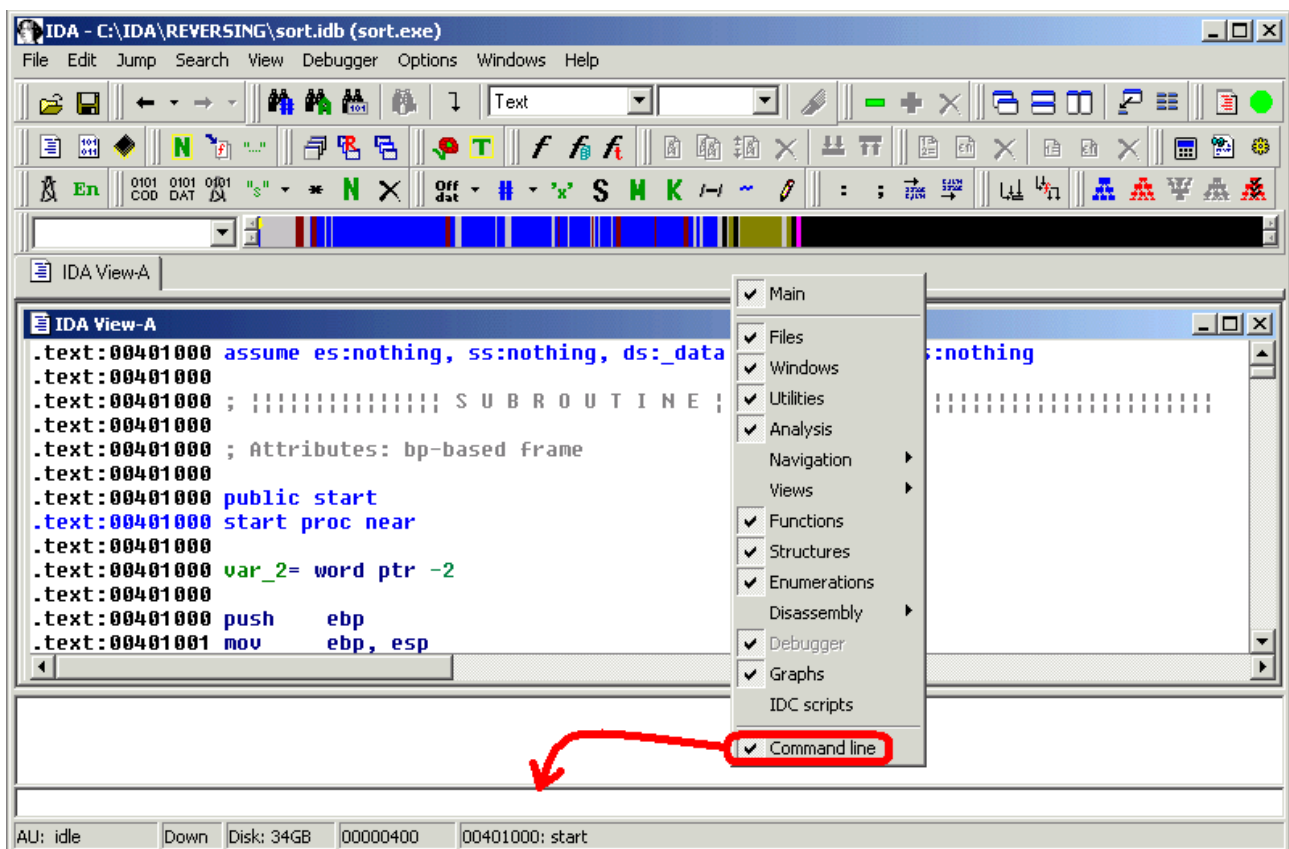 IDA - C:\IDA\REVERSING\sort.idb (sort.exe)
File Edit Jump Search View Debugger Options Windows Help
Text
N
"..."
T
f
En
0101 COD
0101 DAT
"s"
N
Off dat
#
'x'
S
M
K
~
:
;
IDA View-A
IDA View-A
.text:00401000 assume es:nothing, ss:nothing, ds:_data :nothing
.text:00401000
.text:00401000 ; ¦¦¦¦¦¦¦¦¦¦¦¦¦¦¦ S U B R O U T I N E ¦ ¦¦¦¦¦¦¦¦¦¦¦¦¦¦¦¦¦¦¦¦¦¦
.text:00401000
.text:00401000 ; Attributes: bp-based frame
.text:00401000
.text:00401000 public start
.text:00401000 start proc near
.text:00401000
.text:00401000 var_2= word ptr -2
.text:00401000
.text:00401000 push ebp
.text:00401001 mov ebp, esp
Main
Files
Windows
Utilities
Analysis
Navigation
Views
Functions
Structures
Enumerations
Disassembly
Debugger
Graphs
IDC scripts
Command line
AU: idle Down Disk: 34GB 00000400 00401000: start